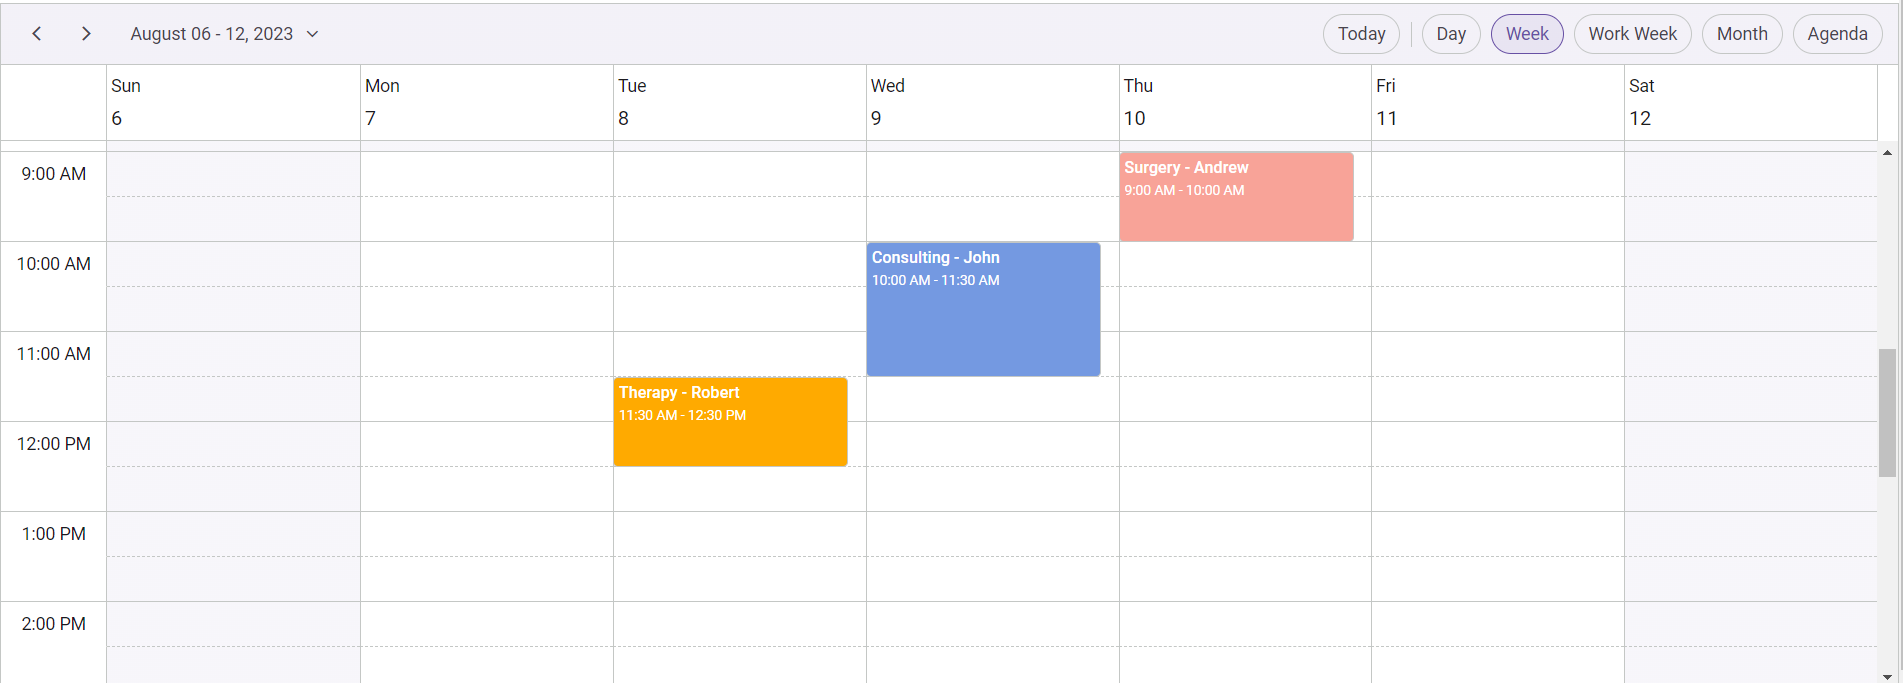 August 06 - 12, 2023
Today
Day
Week
Work Week
Month
Agenda
Sun
6
Mon
7
Tue
8
Wed
9
Thu
10
Fri
11
Sat
12
9:00 AM
Surgery - Andrew
9:00 AM - 10:00 AM
10:00 AM
Consulting - John
10:00 AM - 11:30 AM
11:00 AM
Therapy - Robert
11:30 AM - 12:30 PM
12:00 PM
1:00 PM
2:00 PM